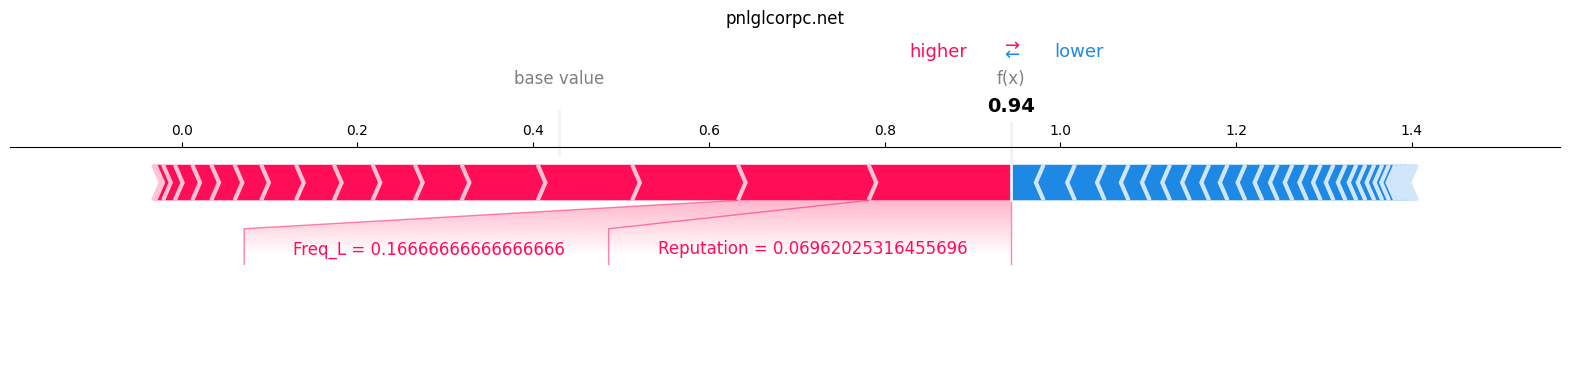 pnlglcorpc.net
higher → ← lower
base value f(x)
0.94
0.0 0.2 0.4 0.6 0.8 1.0 1.2 1.4
Freq_L = 0.16666666666666666 Reputation = 0.06962025316455696